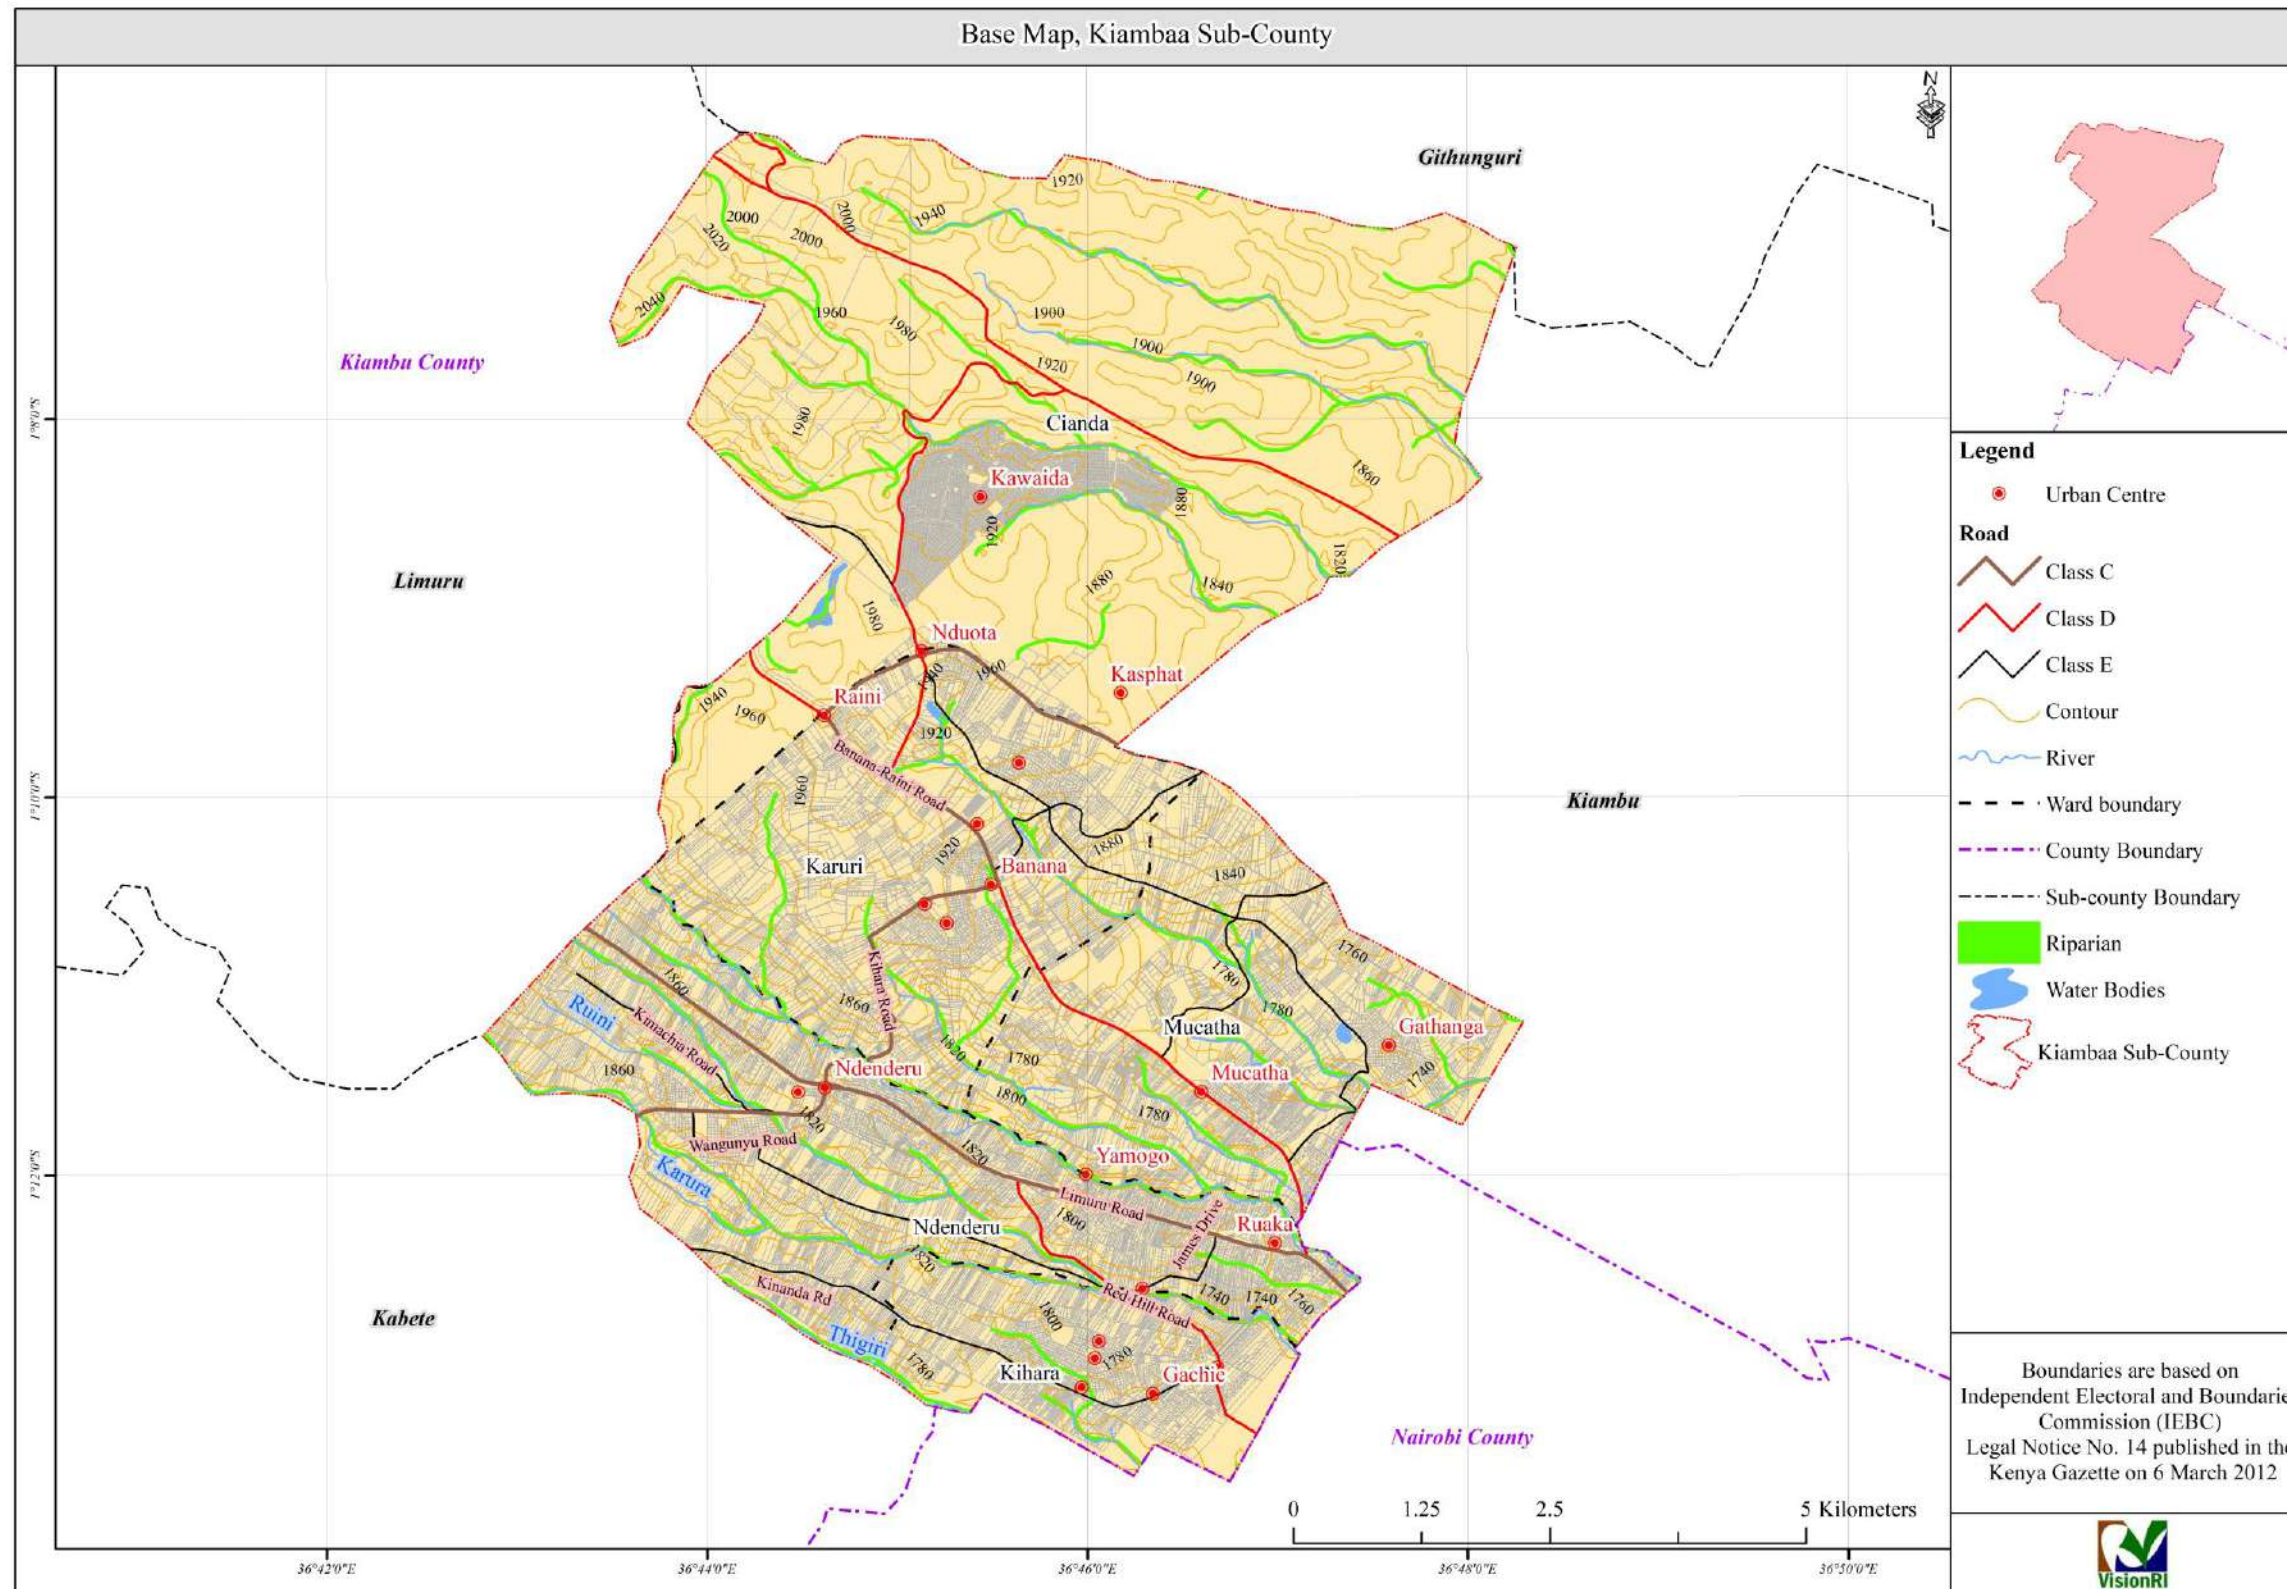 Base Map, Kiambaa Sub-County
N
Githunguri
Kiambu County
Limuru
Kiambu
Kabete
Nairobi County
1920
2000
2000
1940
2020
2000
2040
1960
1980
1900
1900
1920
1900
1980
Cianda
Kawaida
1860
1920
1880
1820
1880
1840
1980
Nduota
1940
1960
Kasphat
Raini
1940
1960
1920
Banana-Raini Road
1960
1920
1880
Karuri
Banana
1840
Kihara Road
1860
1860
1760
1780
1780
Ruini
Kimachia Road
Mucatha
Gathanga
1820
1780
1740
1860
Ndenderu
Mucatha
1800
1780
1820
Wangunyu Road
1820
Yamogo
Karura
Limuru Road
1800
James Drive
Ruaka
Ndenderu
1820
Kinanda Rd
Red Hill Road
1740
1740
1760
1800
Thigiri
1780
1780
Kihara
Gachie
1°8'0"S
1°10'0"S
1°12'0"S
36°42'0"E
36°44'0"E
36°46'0"E
36°48'0"E
36°50'0"E
0 1.25 2.5 5 Kilometers
Legend
Urban Centre
Road
Class C
Class D
Class E
Contour
River
Ward boundary
County Boundary
Sub-county Boundary
Riparian
Water Bodies
Kiambaa Sub-County
Boundaries are based on
Independent Electoral and Boundarie
Commission (IEBC)
Legal Notice No. 14 published in the
Kenya Gazette on 6 March 2012
VisionRI